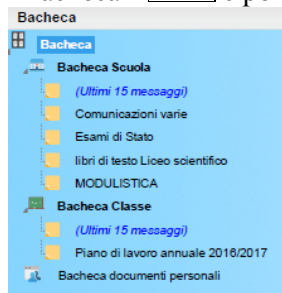 Bacheca
Bacheca
Bacheca Scuola
(Ultimi 15 messaggi)
Comunicazioni varie
Esami di Stato
libri di testo Liceo scientifico
MODULISTICA
Bacheca Classe
(Ultimi 15 messaggi)
Piano di lavoro annuale 2016/2017
Bacheca documenti personali